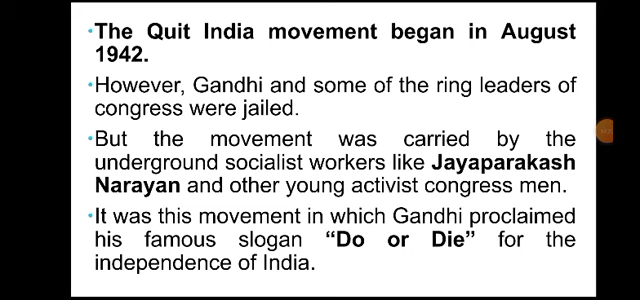 •The Quit India movement began in August
1942.
•However, Gandhi and some of the ring leaders of
congress were jailed.
•But the movement was carried by the
underground socialist workers like Jayaparakash
Narayan and other young activist congress men.
•It was this movement in which Gandhi proclaimed
his famous slogan “Do or Die” for the
independence of India.